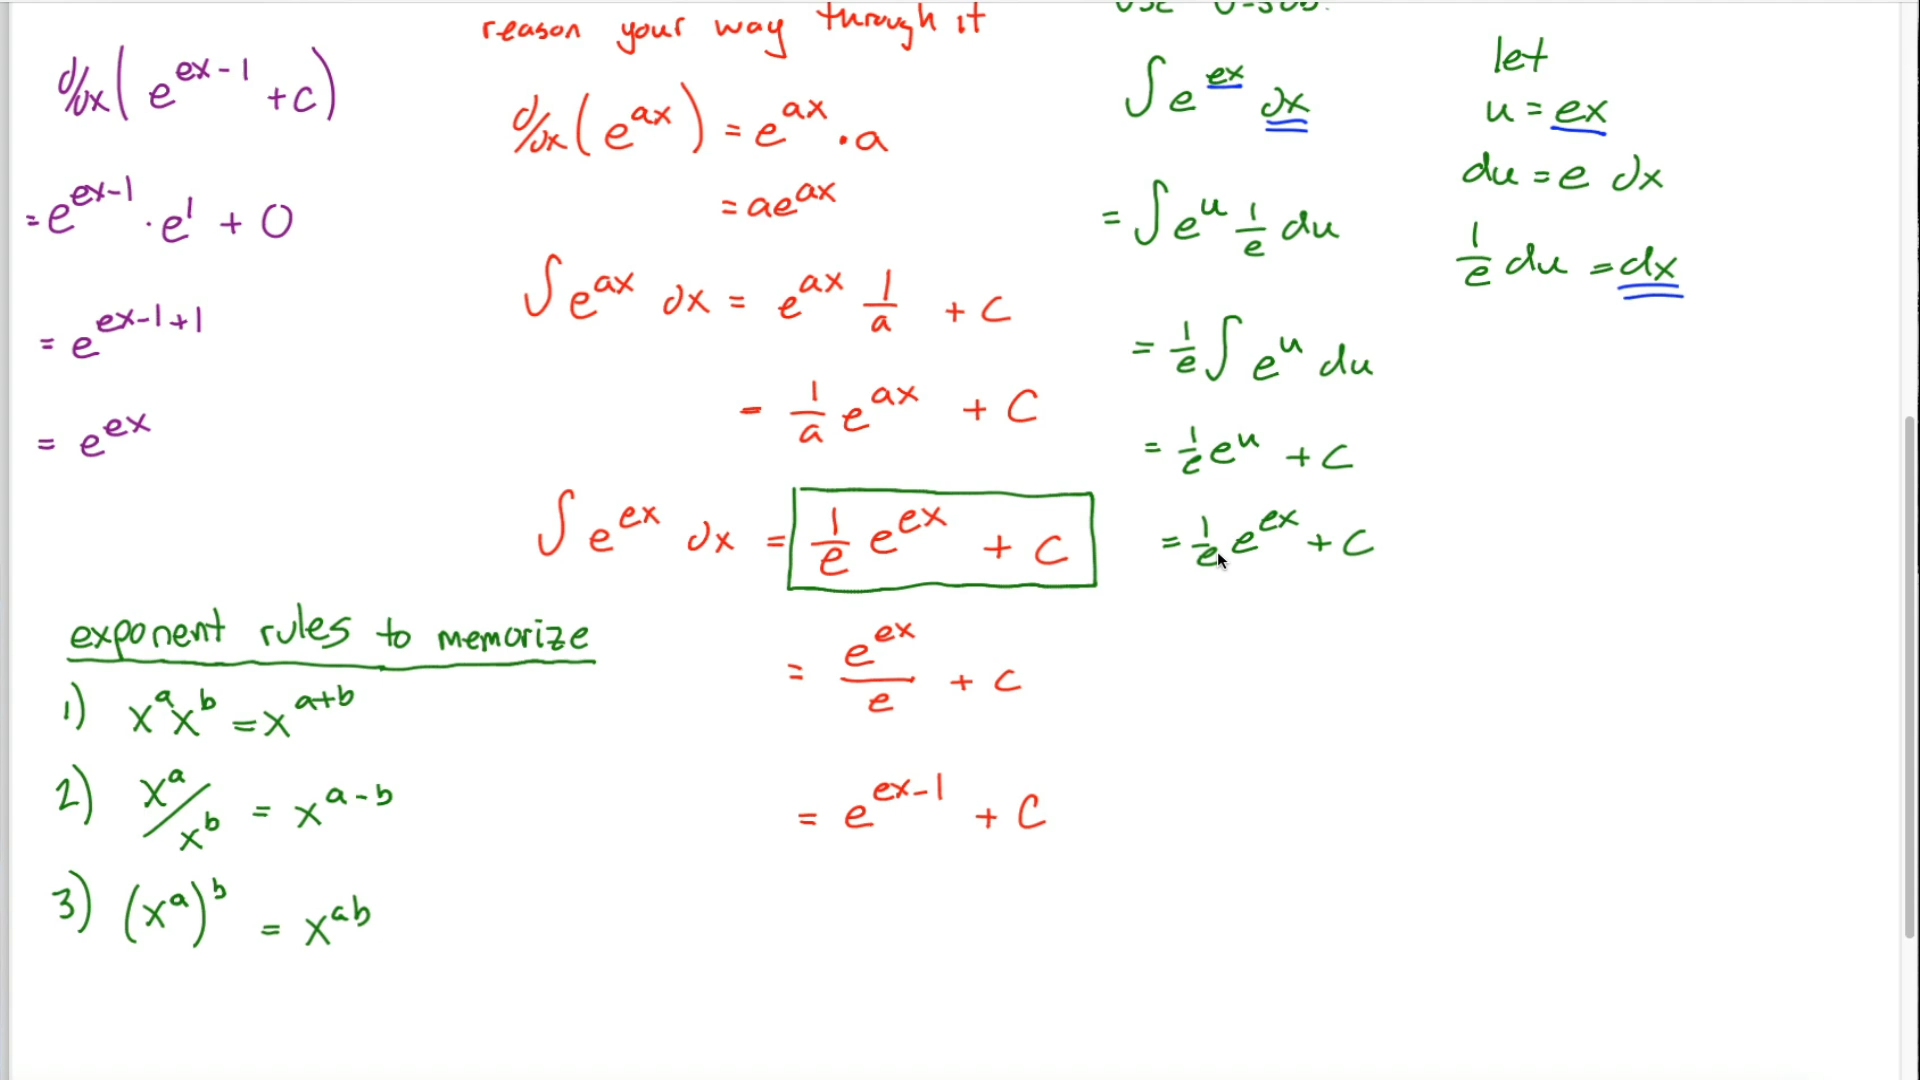 d/dx(e^{ex-1} +c)
=e^{ex-1} · e^1 + 0
= e^{ex-1+1}
= e^{ex}
exponent rules to memorize
1) x^a x^b = x^{a+b}
2) x^a/x^b = x^{a-b}
3) (x^a)^b = x^{ab}
reason your way through it
d/dx(e^{ax}) = e^{ax} · a
= ae^{ax}
∫e^{ax} dx = e^{ax} 1/a + C
= 1/a e^{ax} + C
∫e^{ex} dx = 1/e e^{ex} + C
= e^{ex}/e + C
= e^{ex-1} + C
∫e^{ex} dx
= ∫e^u 1/e du
= 1/e ∫ e^u du
= 1/e e^u + C
= 1/e e^{ex} + C
let
u = ex
du = e dx
1/e du = dx